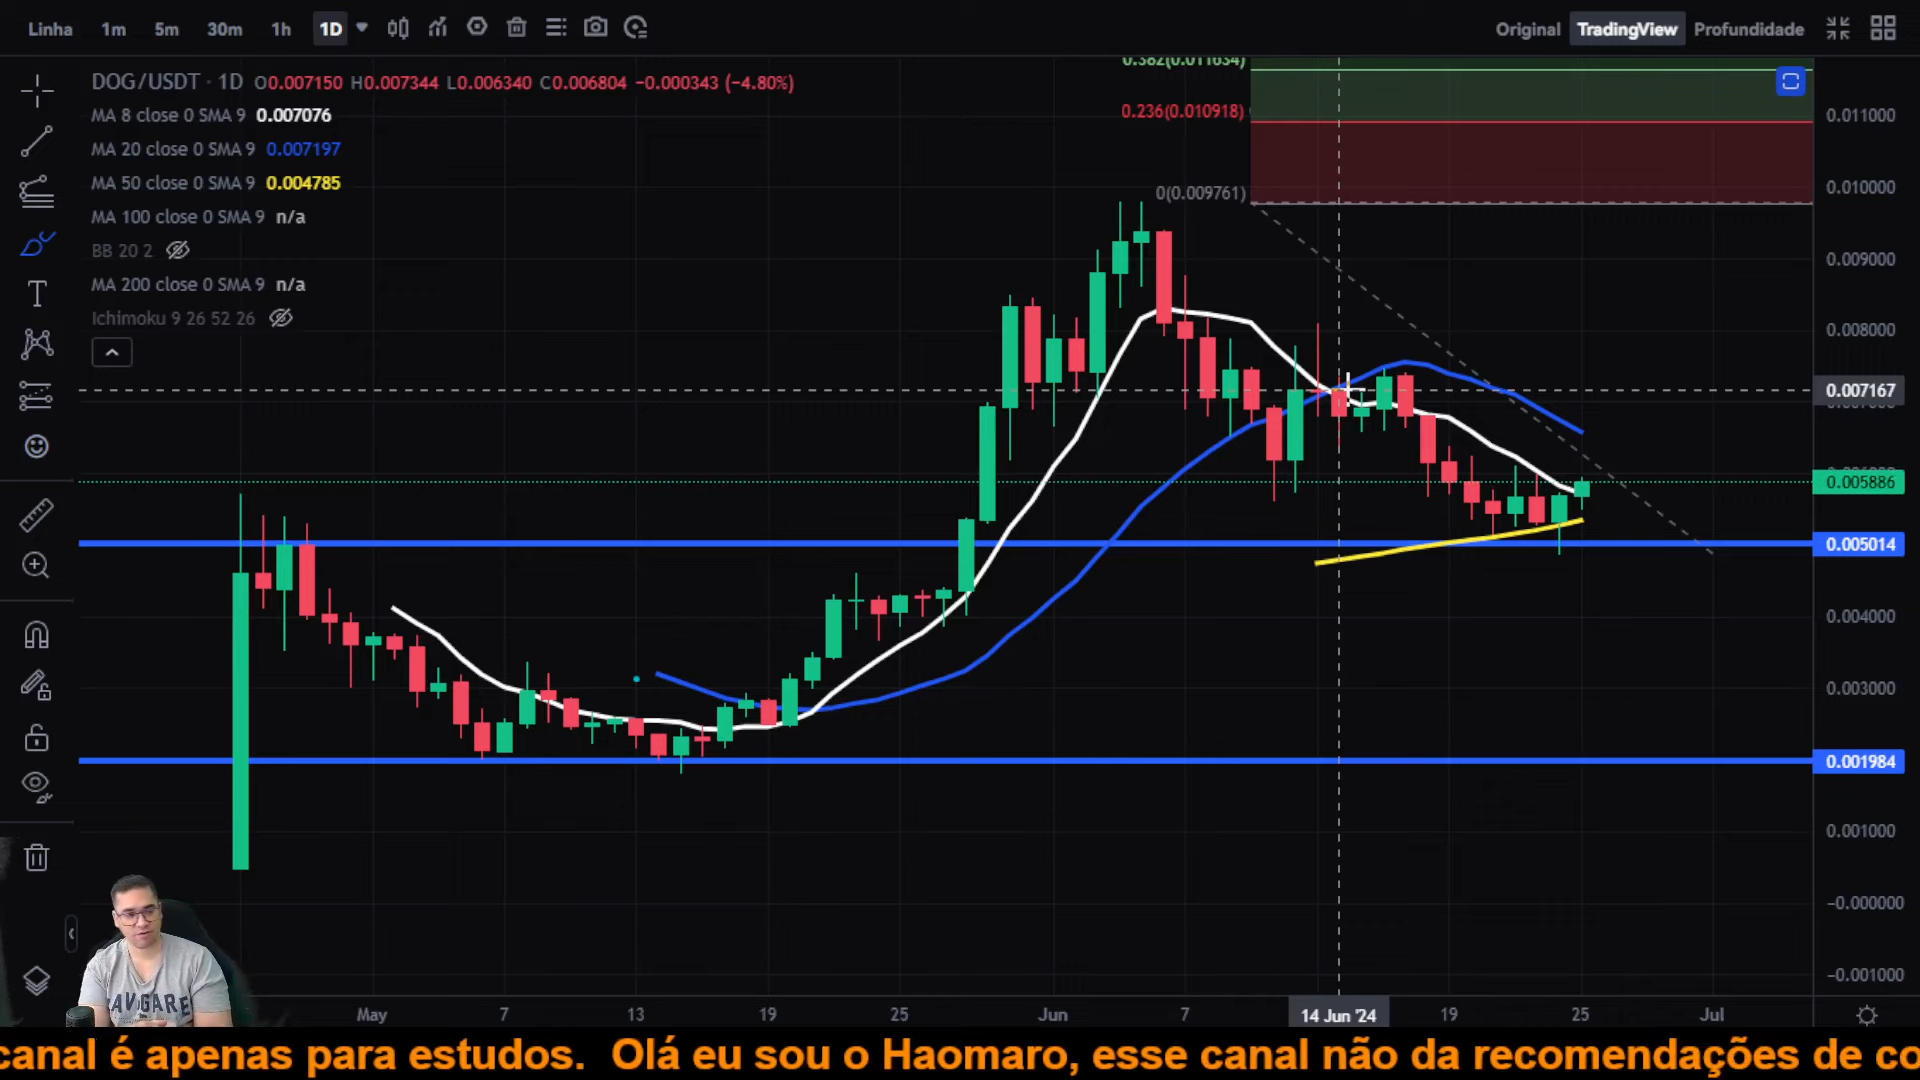 Linha 1m 5m 30m 1h 1D Original TradingView Profundidade
DOG/USDT · 1D O0.007150 H0.007344 L0.006340 C0.006804 −0.000343 (−4.80%)
MA 8 close 0 SMA 9 0.007076
MA 20 close 0 SMA 9 0.007197
MA 50 close 0 SMA 9 0.004785
MA 100 close 0 SMA 9 n/a
BB 20 2
MA 200 close 0 SMA 9 n/a
Ichimoku 9 26 52 26
0.382(0.011634)
0.236(0.010918)
0(0.009761)
0.011000
0.010000
0.009000
0.008000
0.007167
0.005886
0.005014
0.004000
0.003000
0.001984
0.001000
−0.000000
−0.001000
May 7 13 19 25 Jun 7 14 Jun '24 19 25 Jul
NAVIGARE
canal é apenas para estudos. Olá eu sou o Haomaro, esse canal não da recomendações de co